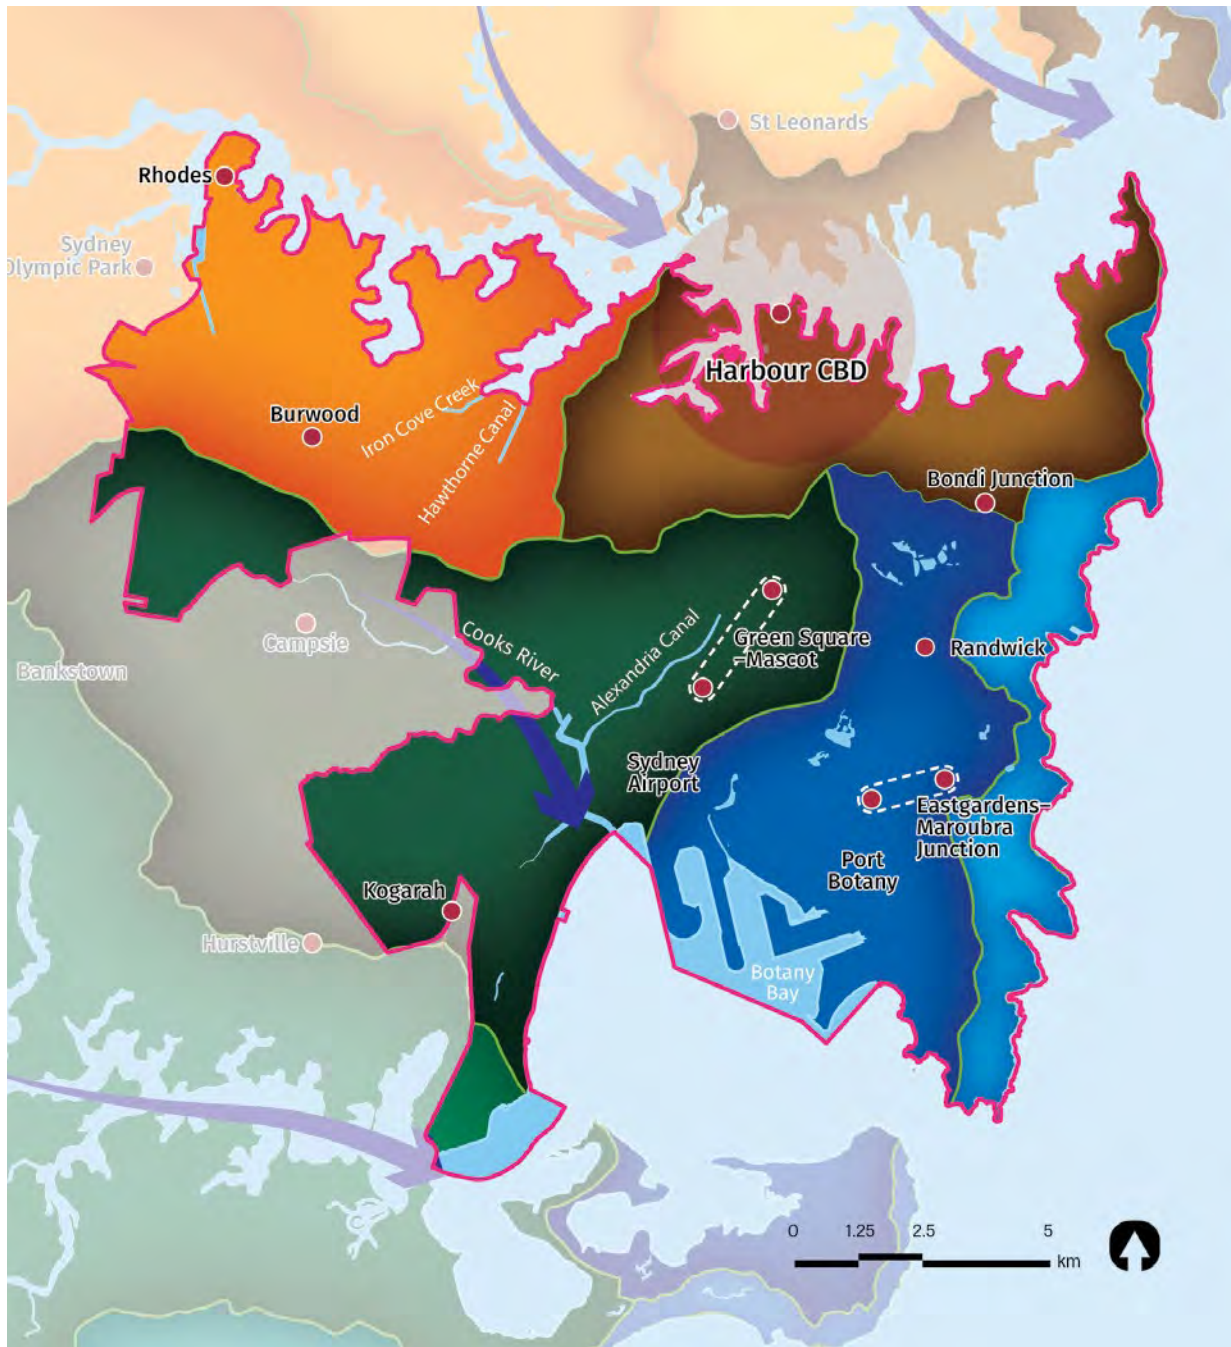 St Leonards
Rhodes
Sydney
Olympic Park
Harbour CBD
Burwood
Iron Cove Creek
Hawthorne Canal
Bondi Junction
Campsie
Bankstown
Cooks River
Alexandria Canal
Green Square
–Mascot
Randwick
Sydney
Airport
Eastgardens–
Maroubra
Junction
Port
Botany
Kogarah
Hurstville
Botany
Bay
0 1.25 2.5 5
km